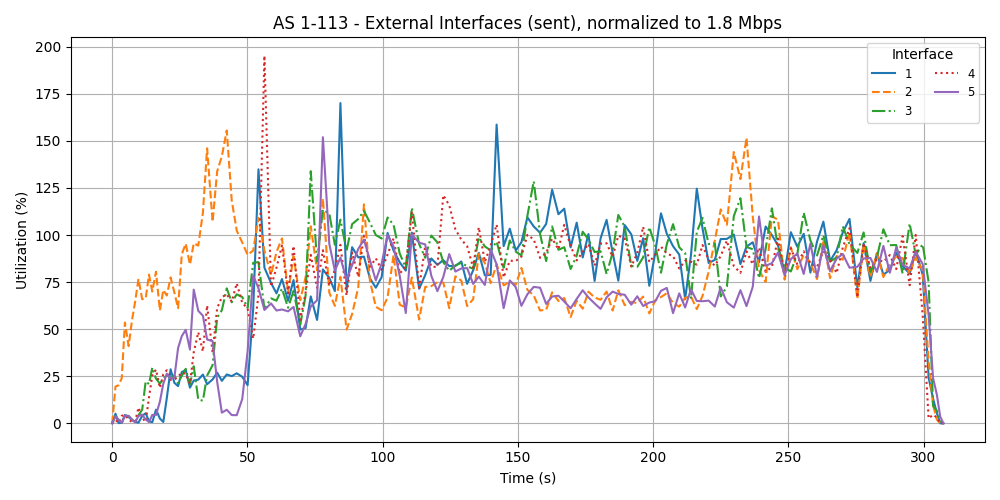 AS 1-113 - External Interfaces (sent), normalized to 1.8 Mbps
Utilization (%)
200
175
150
125
100
75
50
25
0
Interface
1
2
3
4
5
0 50 100 150 200 250 300
Time (s)